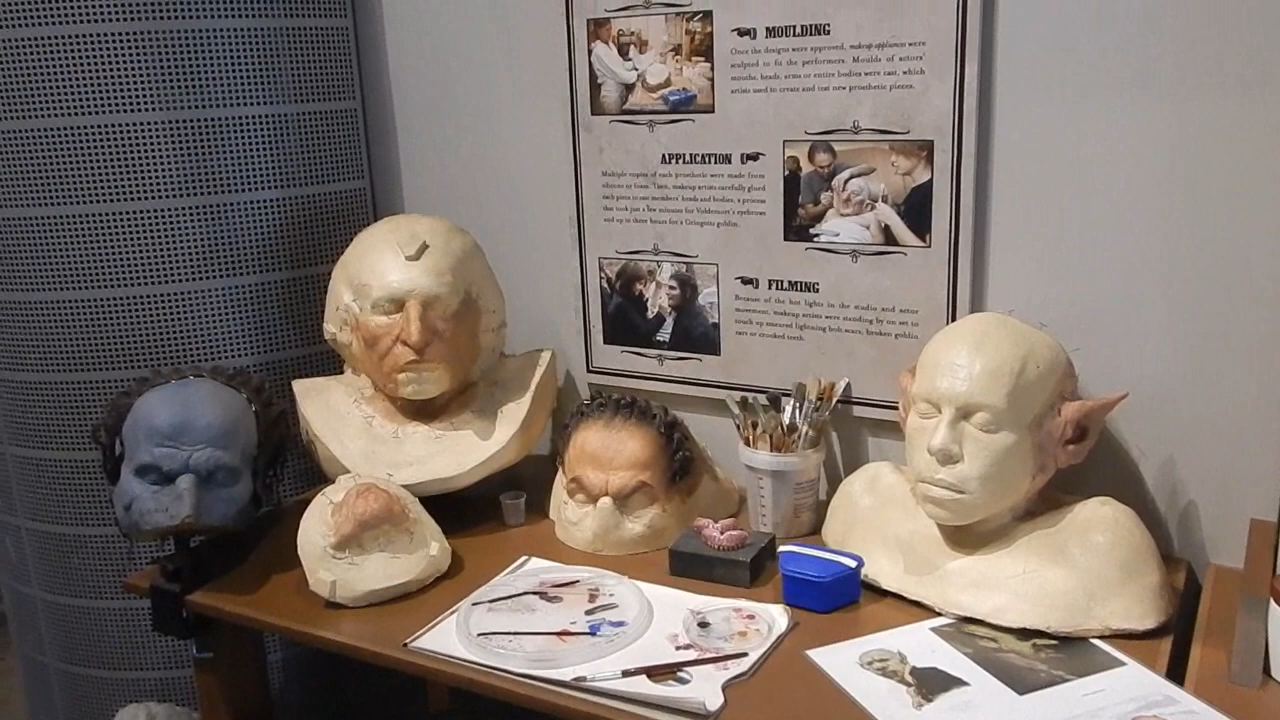 MOULDING
Once the designs were approved, makeup appliances were
sculpted to fit the performers. Moulds of actors'
mouths, heads, arms or entire bodies were cast, which
artists used to create and test new prosthetic pieces.
APPLICATION
Multiple copies of each prosthetic were made from
silicone or foam. Then, makeup artists carefully glued
each piece to cast members' heads and bodies, a process
that took just a few minutes for Voldemort's eyebrows
and up to three hours for a Gringotts goblin.
FILMING
Because of the hot lights in the studio and actor
movement, makeup artists were standing by on set to
touch up smeared lightning bolt scars, broken goblin
ears or crooked teeth.